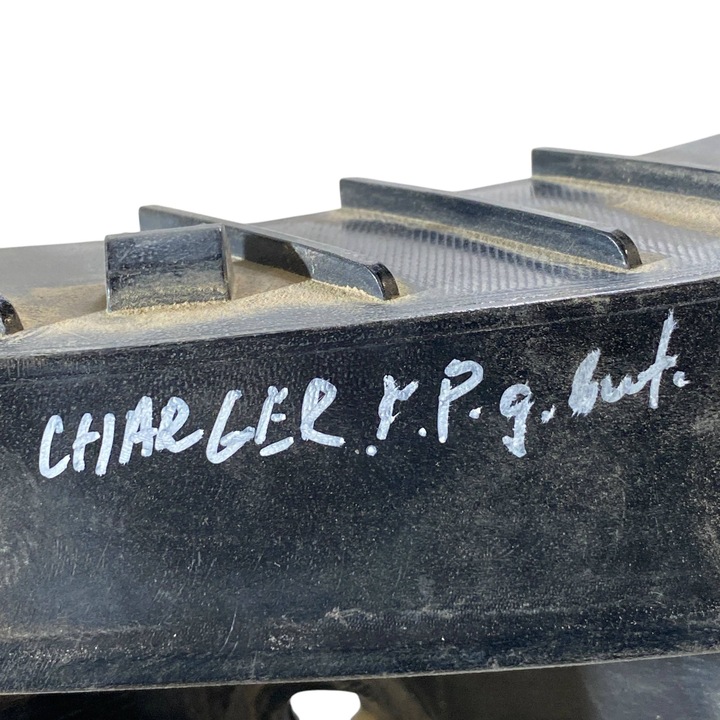 CHARGER. r. P. g. but.